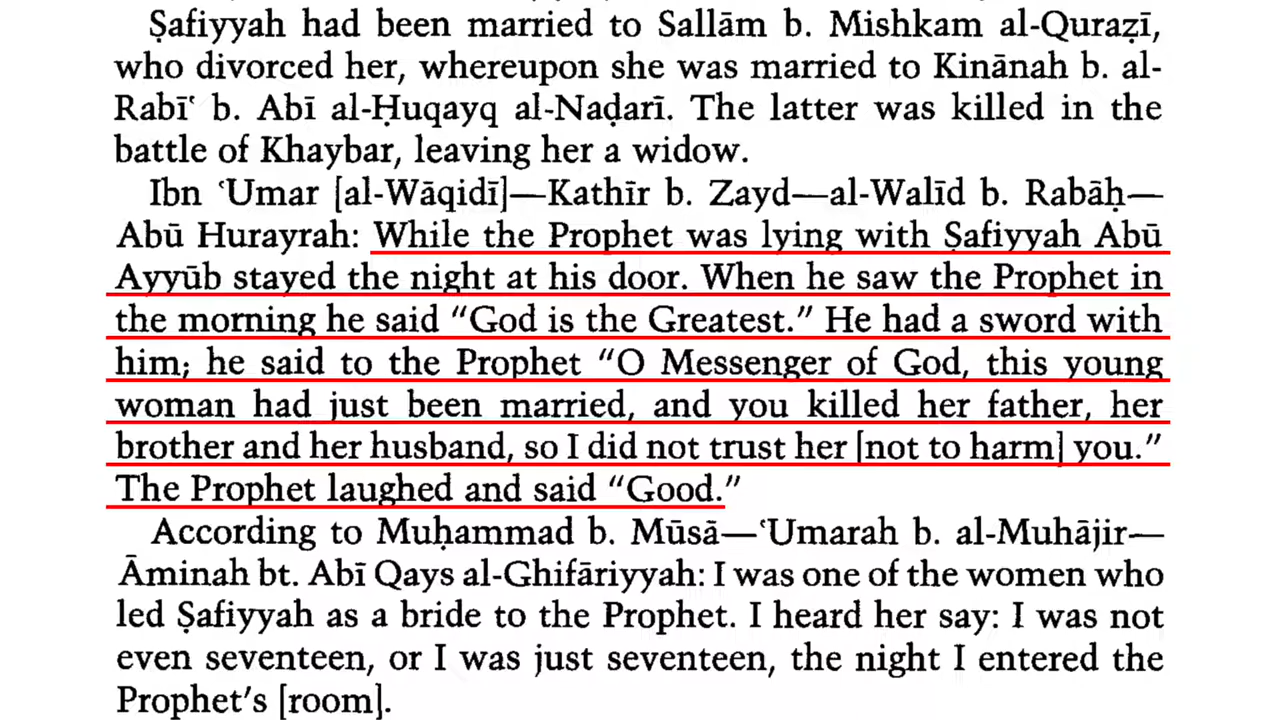 Ṣafiyyah had been married to Sallām b. Mishkam al-Quraẓī,
who divorced her, whereupon she was married to Kinānah b. al-
Rabīʿ b. Abī al-Ḥuqayq al-Naḍarī. The latter was killed in the
battle of Khaybar, leaving her a widow.
Ibn ʿUmar [al-Wāqidī]—Kathīr b. Zayd—al-Walīd b. Rabāḥ—
Abū Hurayrah: While the Prophet was lying with Ṣafiyyah Abū
Ayyūb stayed the night at his door. When he saw the Prophet in
the morning he said "God is the Greatest." He had a sword with
him; he said to the Prophet "O Messenger of God, this young
woman had just been married, and you killed her father, her
brother and her husband, so I did not trust her [not to harm] you."
The Prophet laughed and said "Good."
According to Muḥammad b. Mūsā—ʿUmarah b. al-Muhājir—
Āminah bt. Abī Qays al-Ghifāriyyah: I was one of the women who
led Ṣafiyyah as a bride to the Prophet. I heard her say: I was not
even seventeen, or I was just seventeen, the night I entered the
Prophet's [room].